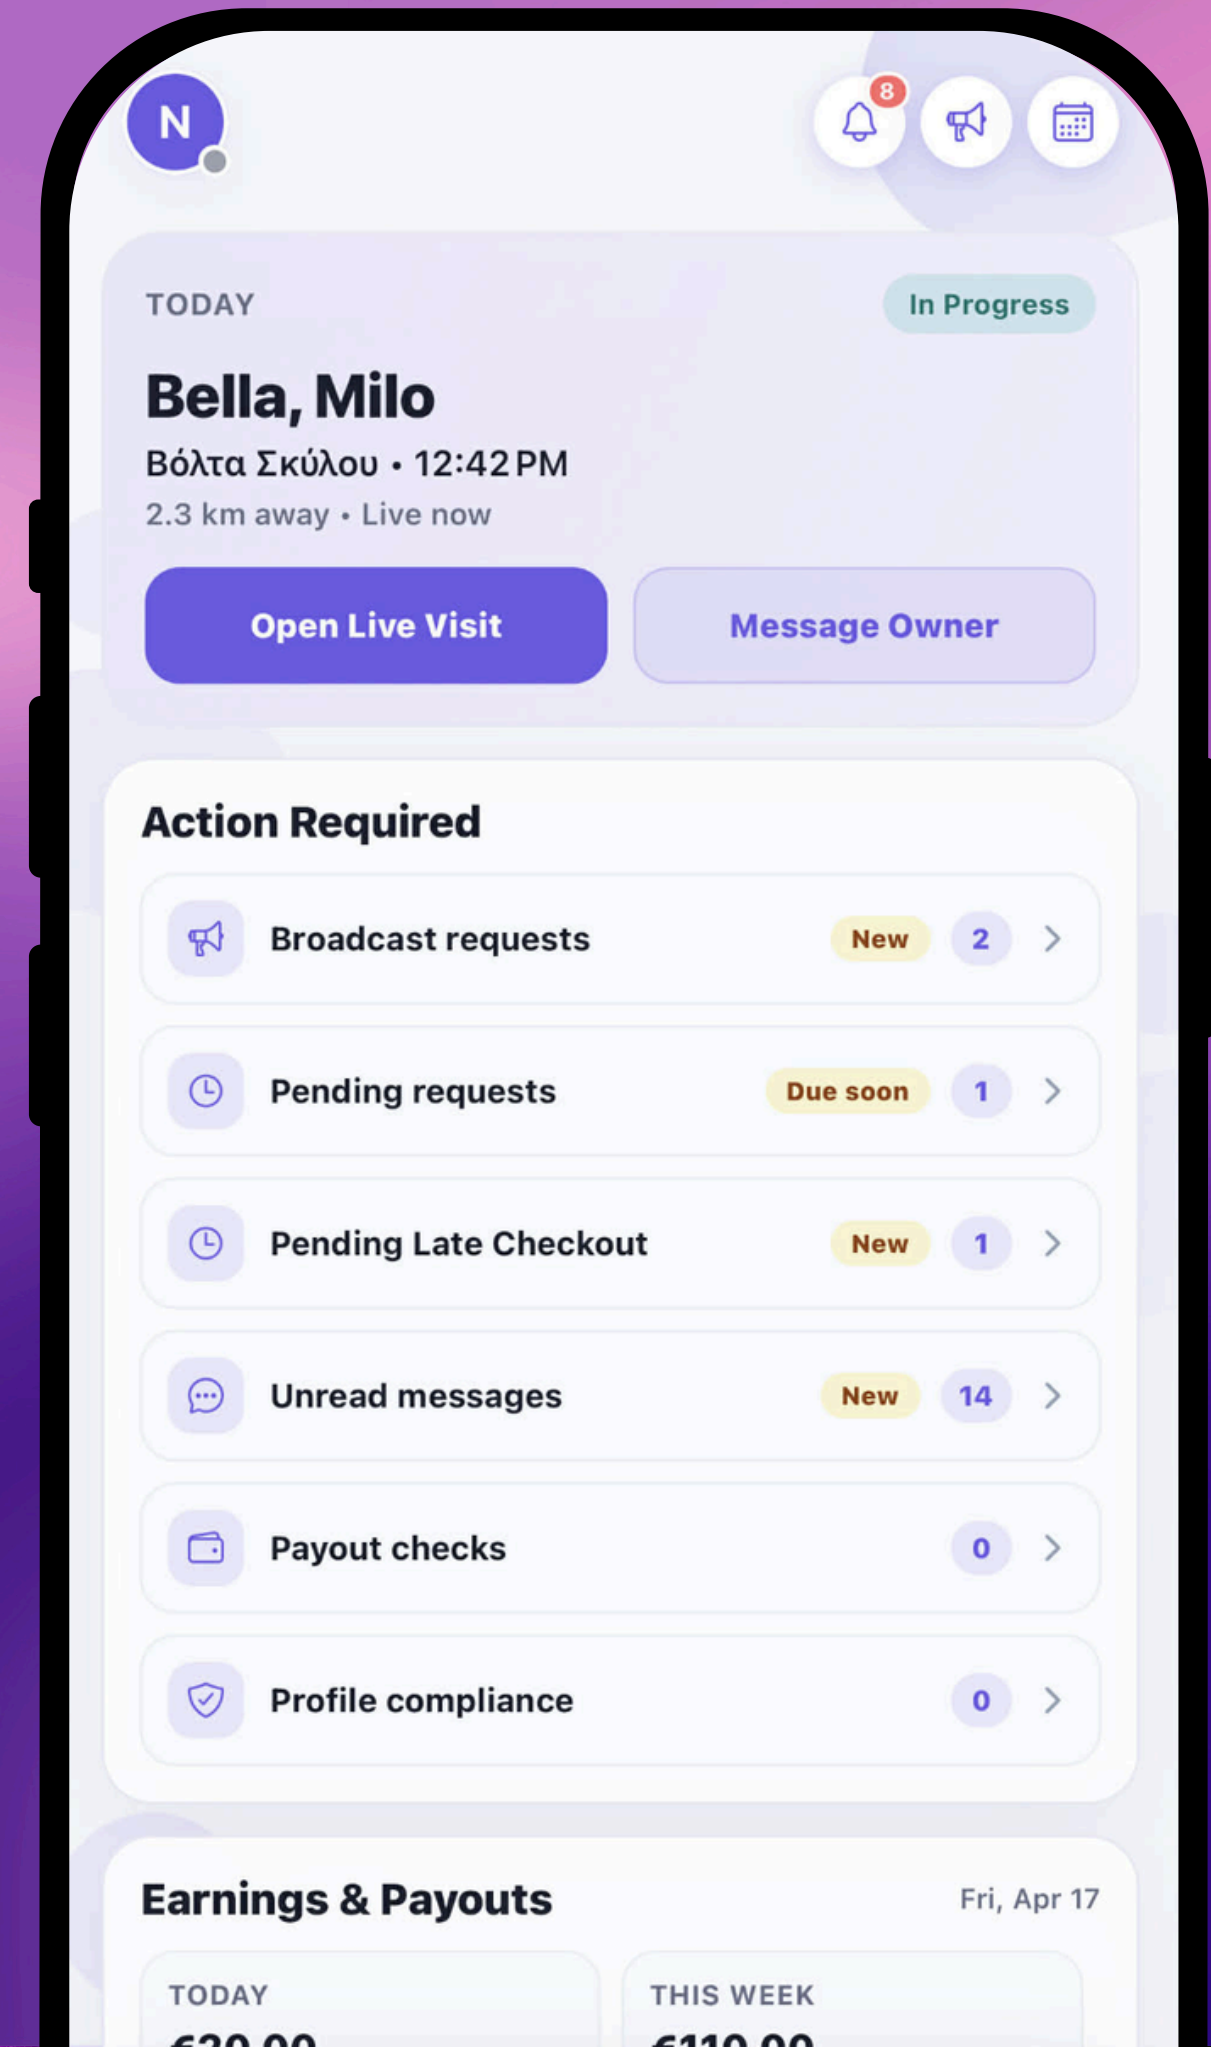 N
8
TODAY
In Progress
Bella, Milo
Βόλτα Σκύλου • 12:42 PM
2.3 km away • Live now
Open Live Visit
Message Owner
Action Required
Broadcast requests New 2
Pending requests Due soon 1
Pending Late Checkout New 1
Unread messages New 14
Payout checks 0
Profile compliance 0
Earnings & Payouts
Fri, Apr 17
TODAY
THIS WEEK